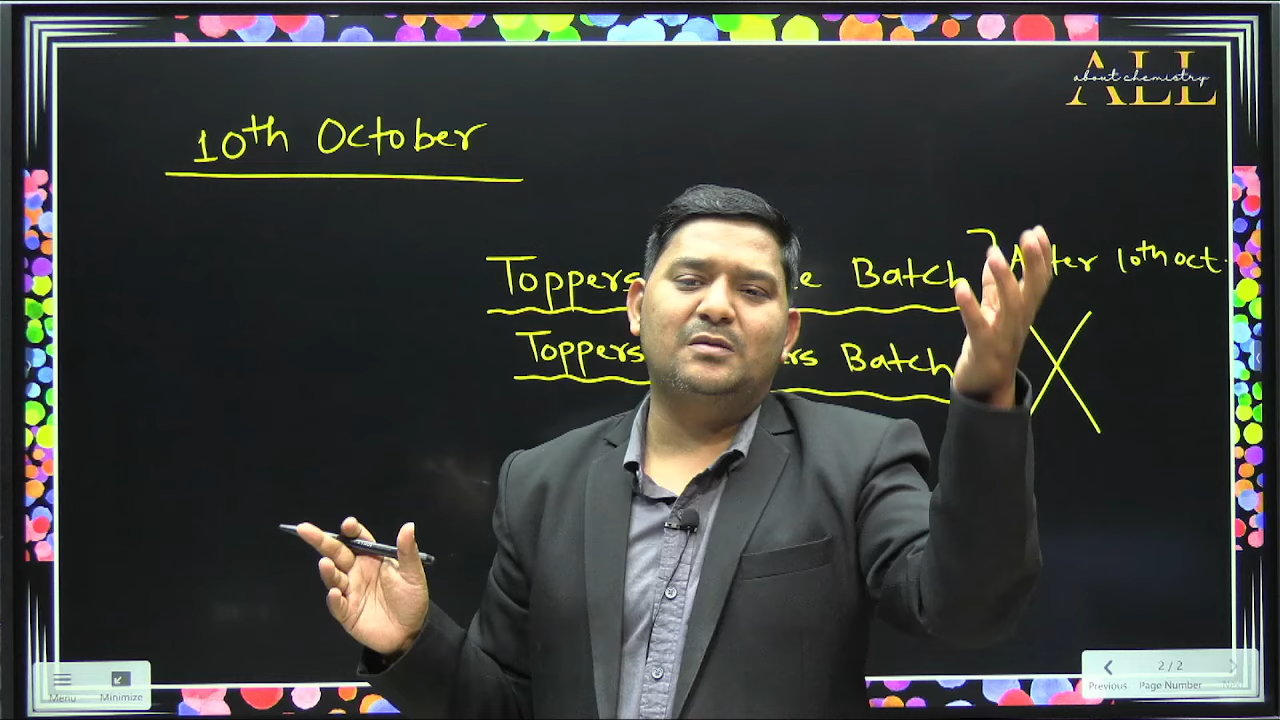 ALL
about chemistry
10th October
Toppers Batch
After 10th oct.
Toppers Batch
Menu
Minimize
Previous
2 / 2
Page Number
Next